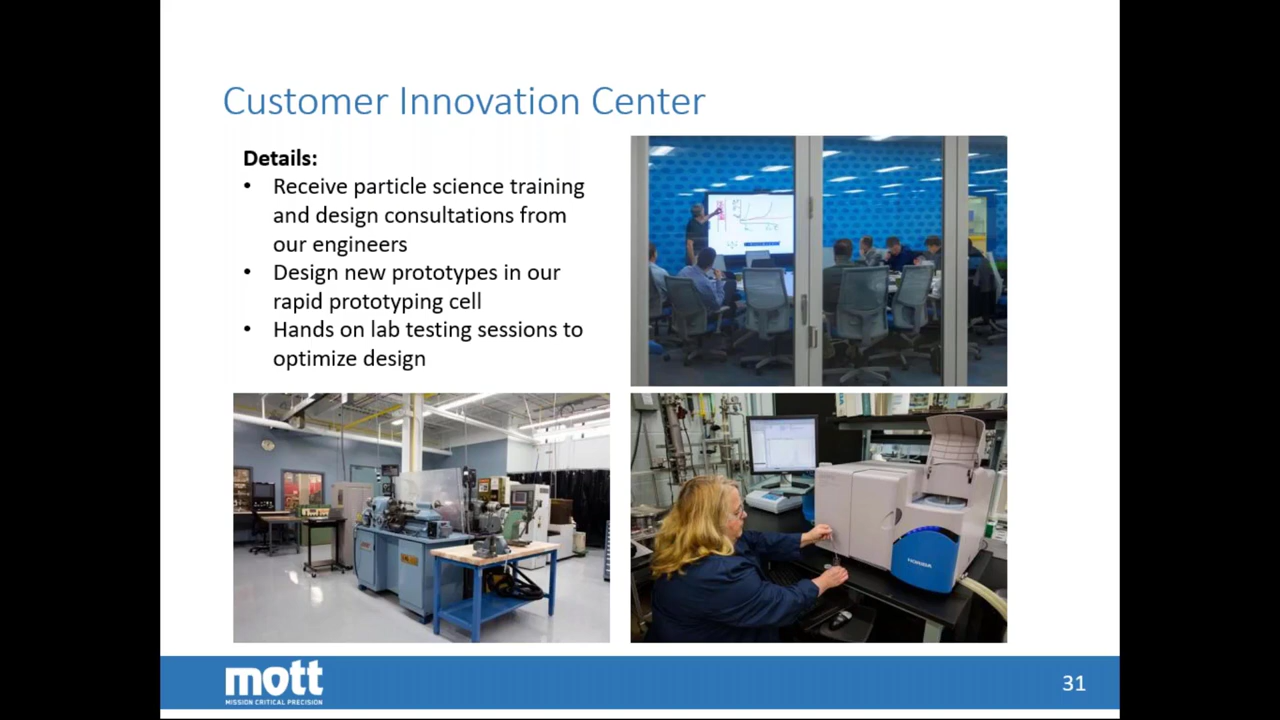 Customer Innovation Center
Details:
• Receive particle science training
and design consultations from
our engineers
• Design new prototypes in our
rapid prototyping cell
• Hands on lab testing sessions to
optimize design
HORIBA
mott
MISSION CRITICAL PRECISION
31